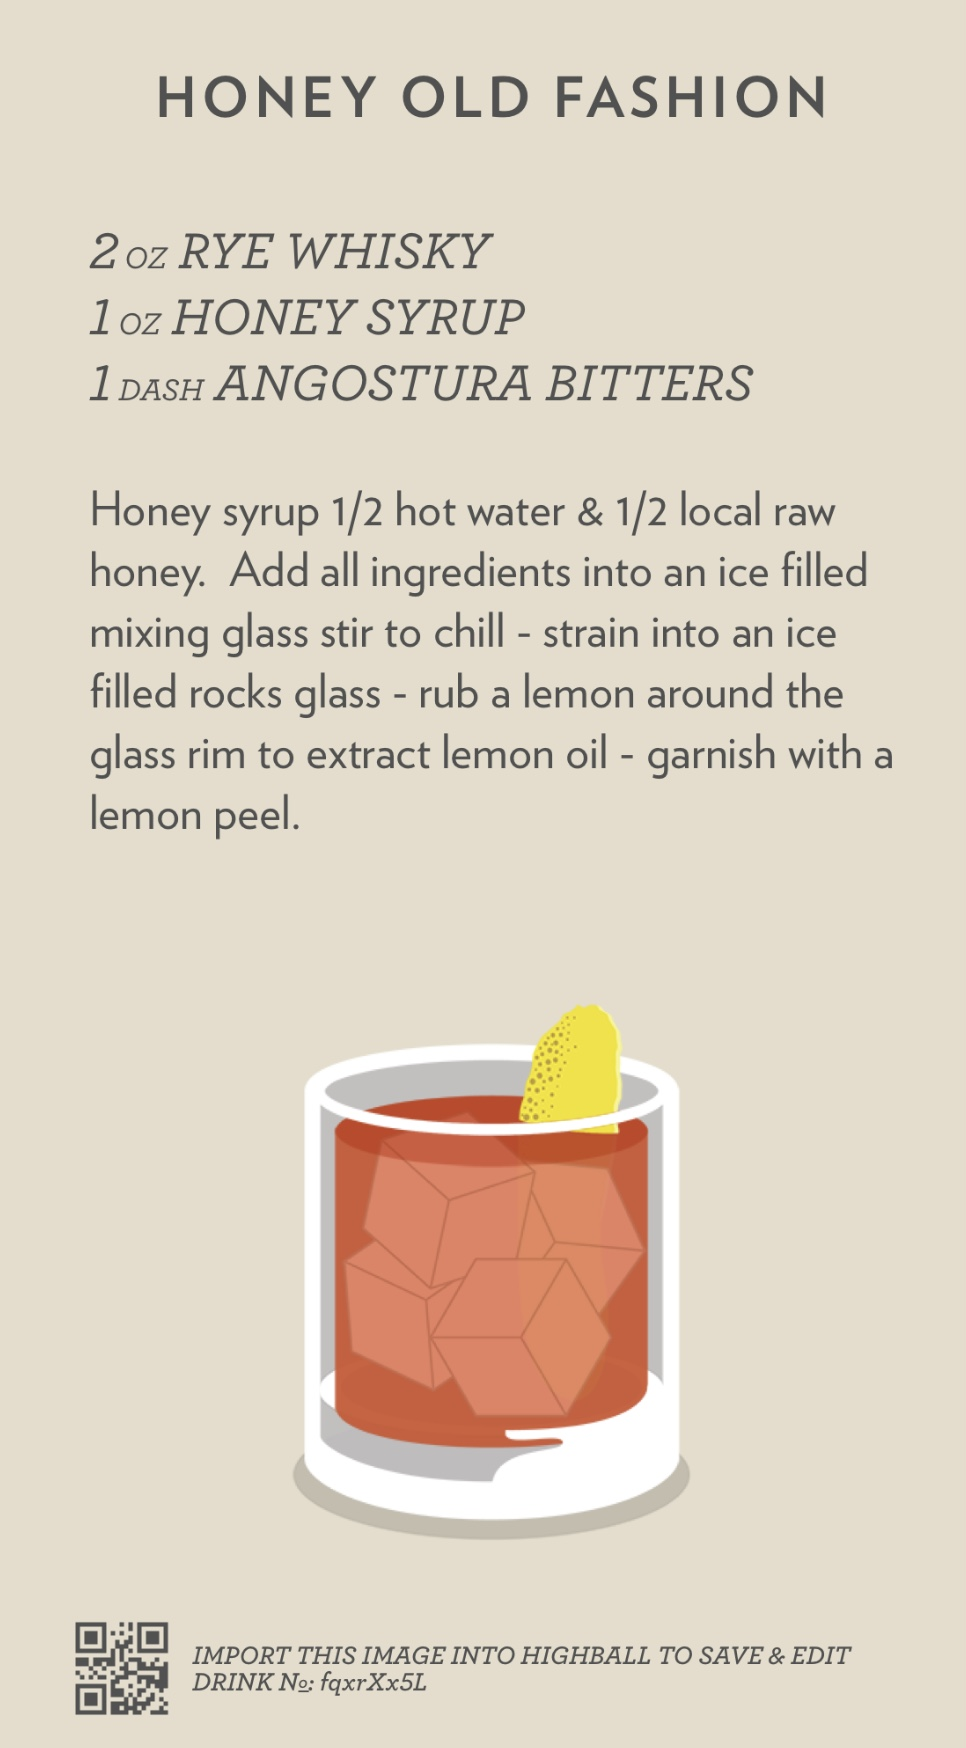 HONEY OLD FASHION
2 OZ RYE WHISKY
1 OZ HONEY SYRUP
1 DASH ANGOSTURA BITTERS
Honey syrup 1/2 hot water & 1/2 local raw
honey.  Add all ingredients into an ice filled
mixing glass stir to chill - strain into an ice
filled rocks glass - rub a lemon around the
glass rim to extract lemon oil - garnish with a
lemon peel.
IMPORT THIS IMAGE INTO HIGHBALL TO SAVE & EDIT
DRINK Nº: fqxrXx5L